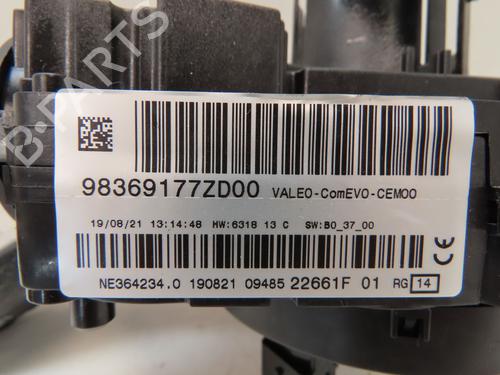 B-PARTS
98369177ZD00 VALEO-ComEVO-CEM00
19/08/21 13:14:48 HW:6318 13 C SW:B0_37_00
CE
NE364234.0 190821 09485 22661F 01 RG 14